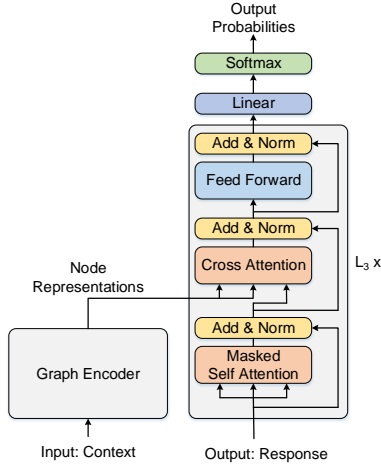 Output
Probabilities
Softmax
Linear
Add & Norm
Feed Forward
Add & Norm
Cross Attention
L₃ x
Node
Representations
Add & Norm
Masked
Self Attention
Graph Encoder
Input: Context
Output: Response